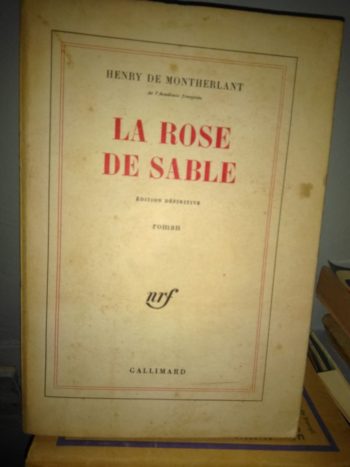 HENRY DE MONTHERLANT
de l'Académie française
LA ROSE
DE SABLE
ÉDITION DÉFINITIVE
roman
nrf
GALLIMARD